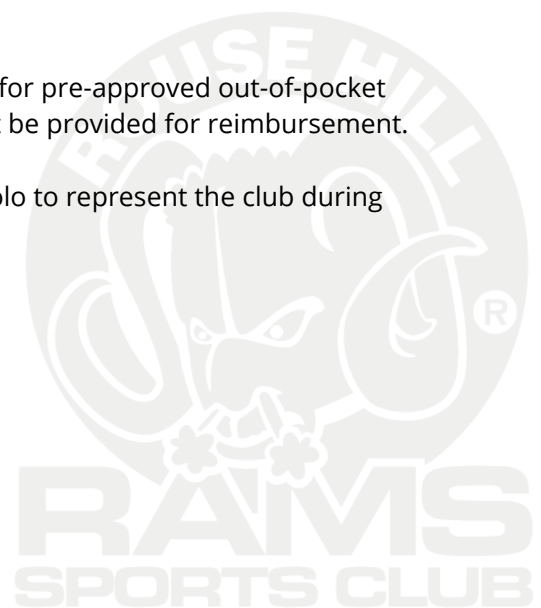 for pre-approved out-of-pocket
be provided for reimbursement.
to represent the club during
ROUSE HILL
®
RAMS
SPORTS CLUB